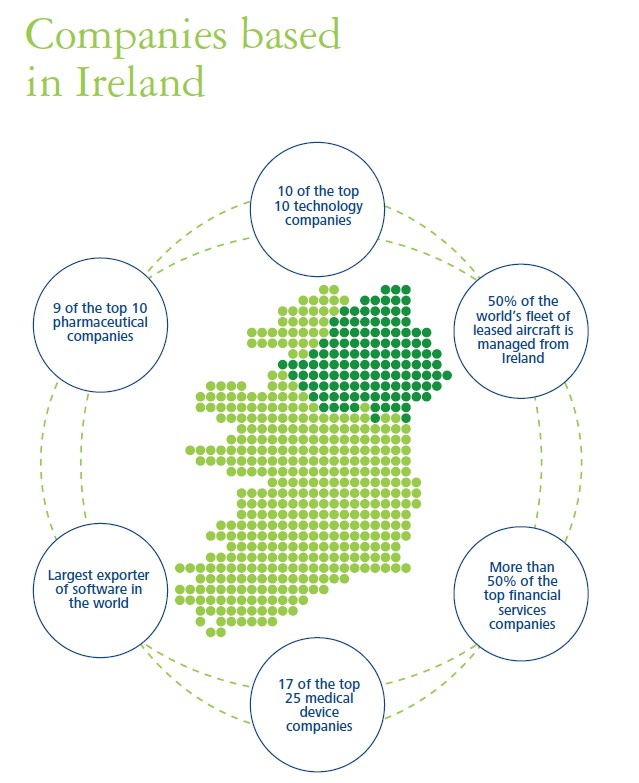 Companies based
in Ireland
10 of the top
10 technology
companies
9 of the top 10
pharmaceutical
companies
50% of the
world's fleet of
leased aircraft is
managed from
Ireland
Largest exporter
of software in
the world
More than
50% of the
top financial
services
companies
17 of the top
25 medical
device
companies